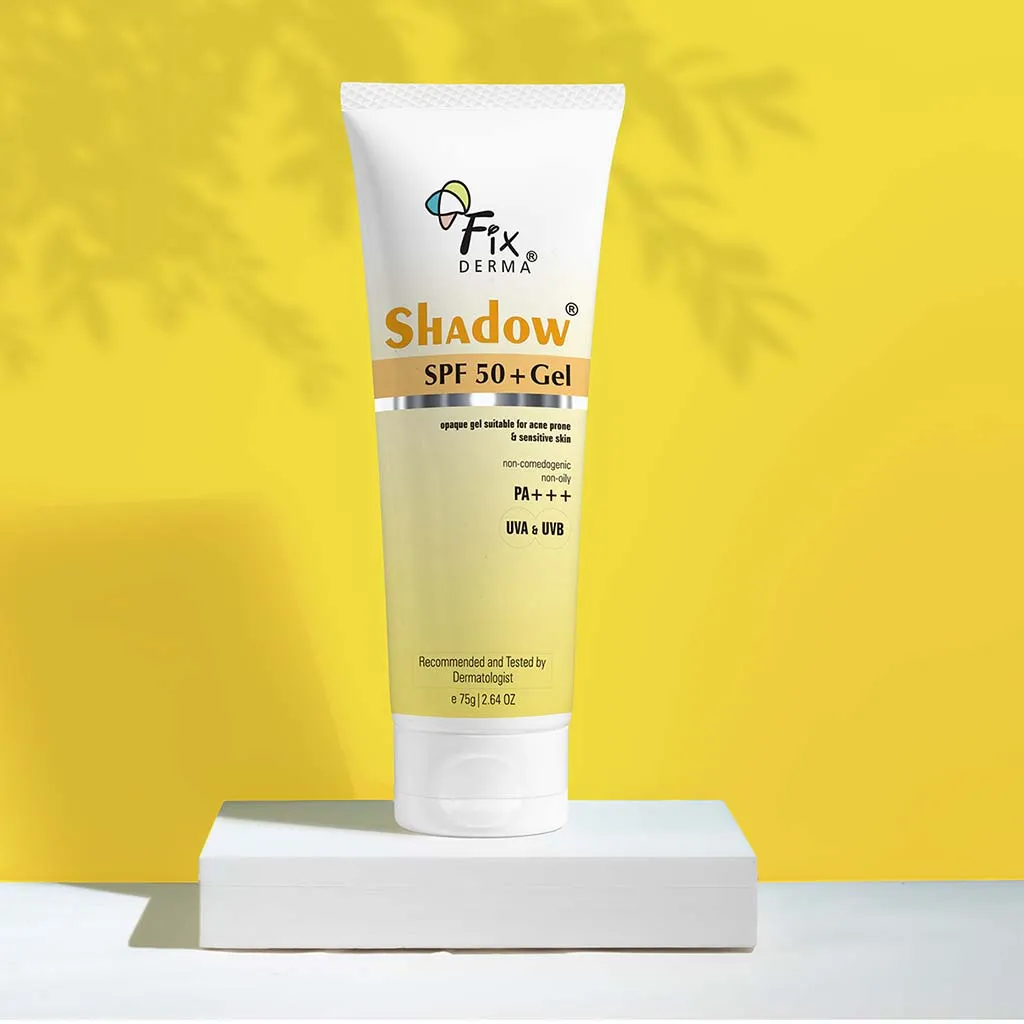 Fix
DERMA®
Shadow®
SPF 50+Gel
opaque gel suitable for acne prone
& sensitive skin
non-comedogenic
non-oily
PA+++
UVA & UVB
Recommended and Tested by
Dermatologist
e 75g|2.64 OZ